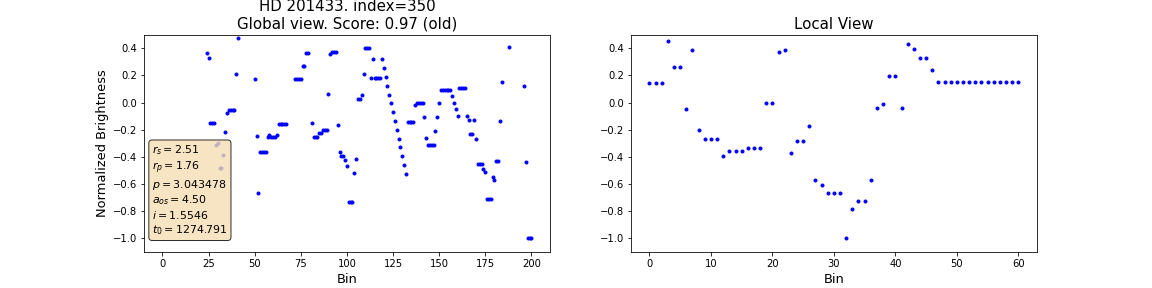 HD 201433. index=350
Global view. Score: 0.97 (old)
Normalized Brightness
0.4
0.2
0.0
−0.2
−0.4
−0.6
−0.8
−1.0
r_s = 2.51
r_p = 1.76
p = 3.043478
a_os = 4.50
i = 1.5546
t_0 = 1274.791
0 25 50 75 100 125 150 175 200
Bin
Local View
0.4
0.2
0.0
−0.2
−0.4
−0.6
−0.8
−1.0
0 10 20 30 40 50 60
Bin